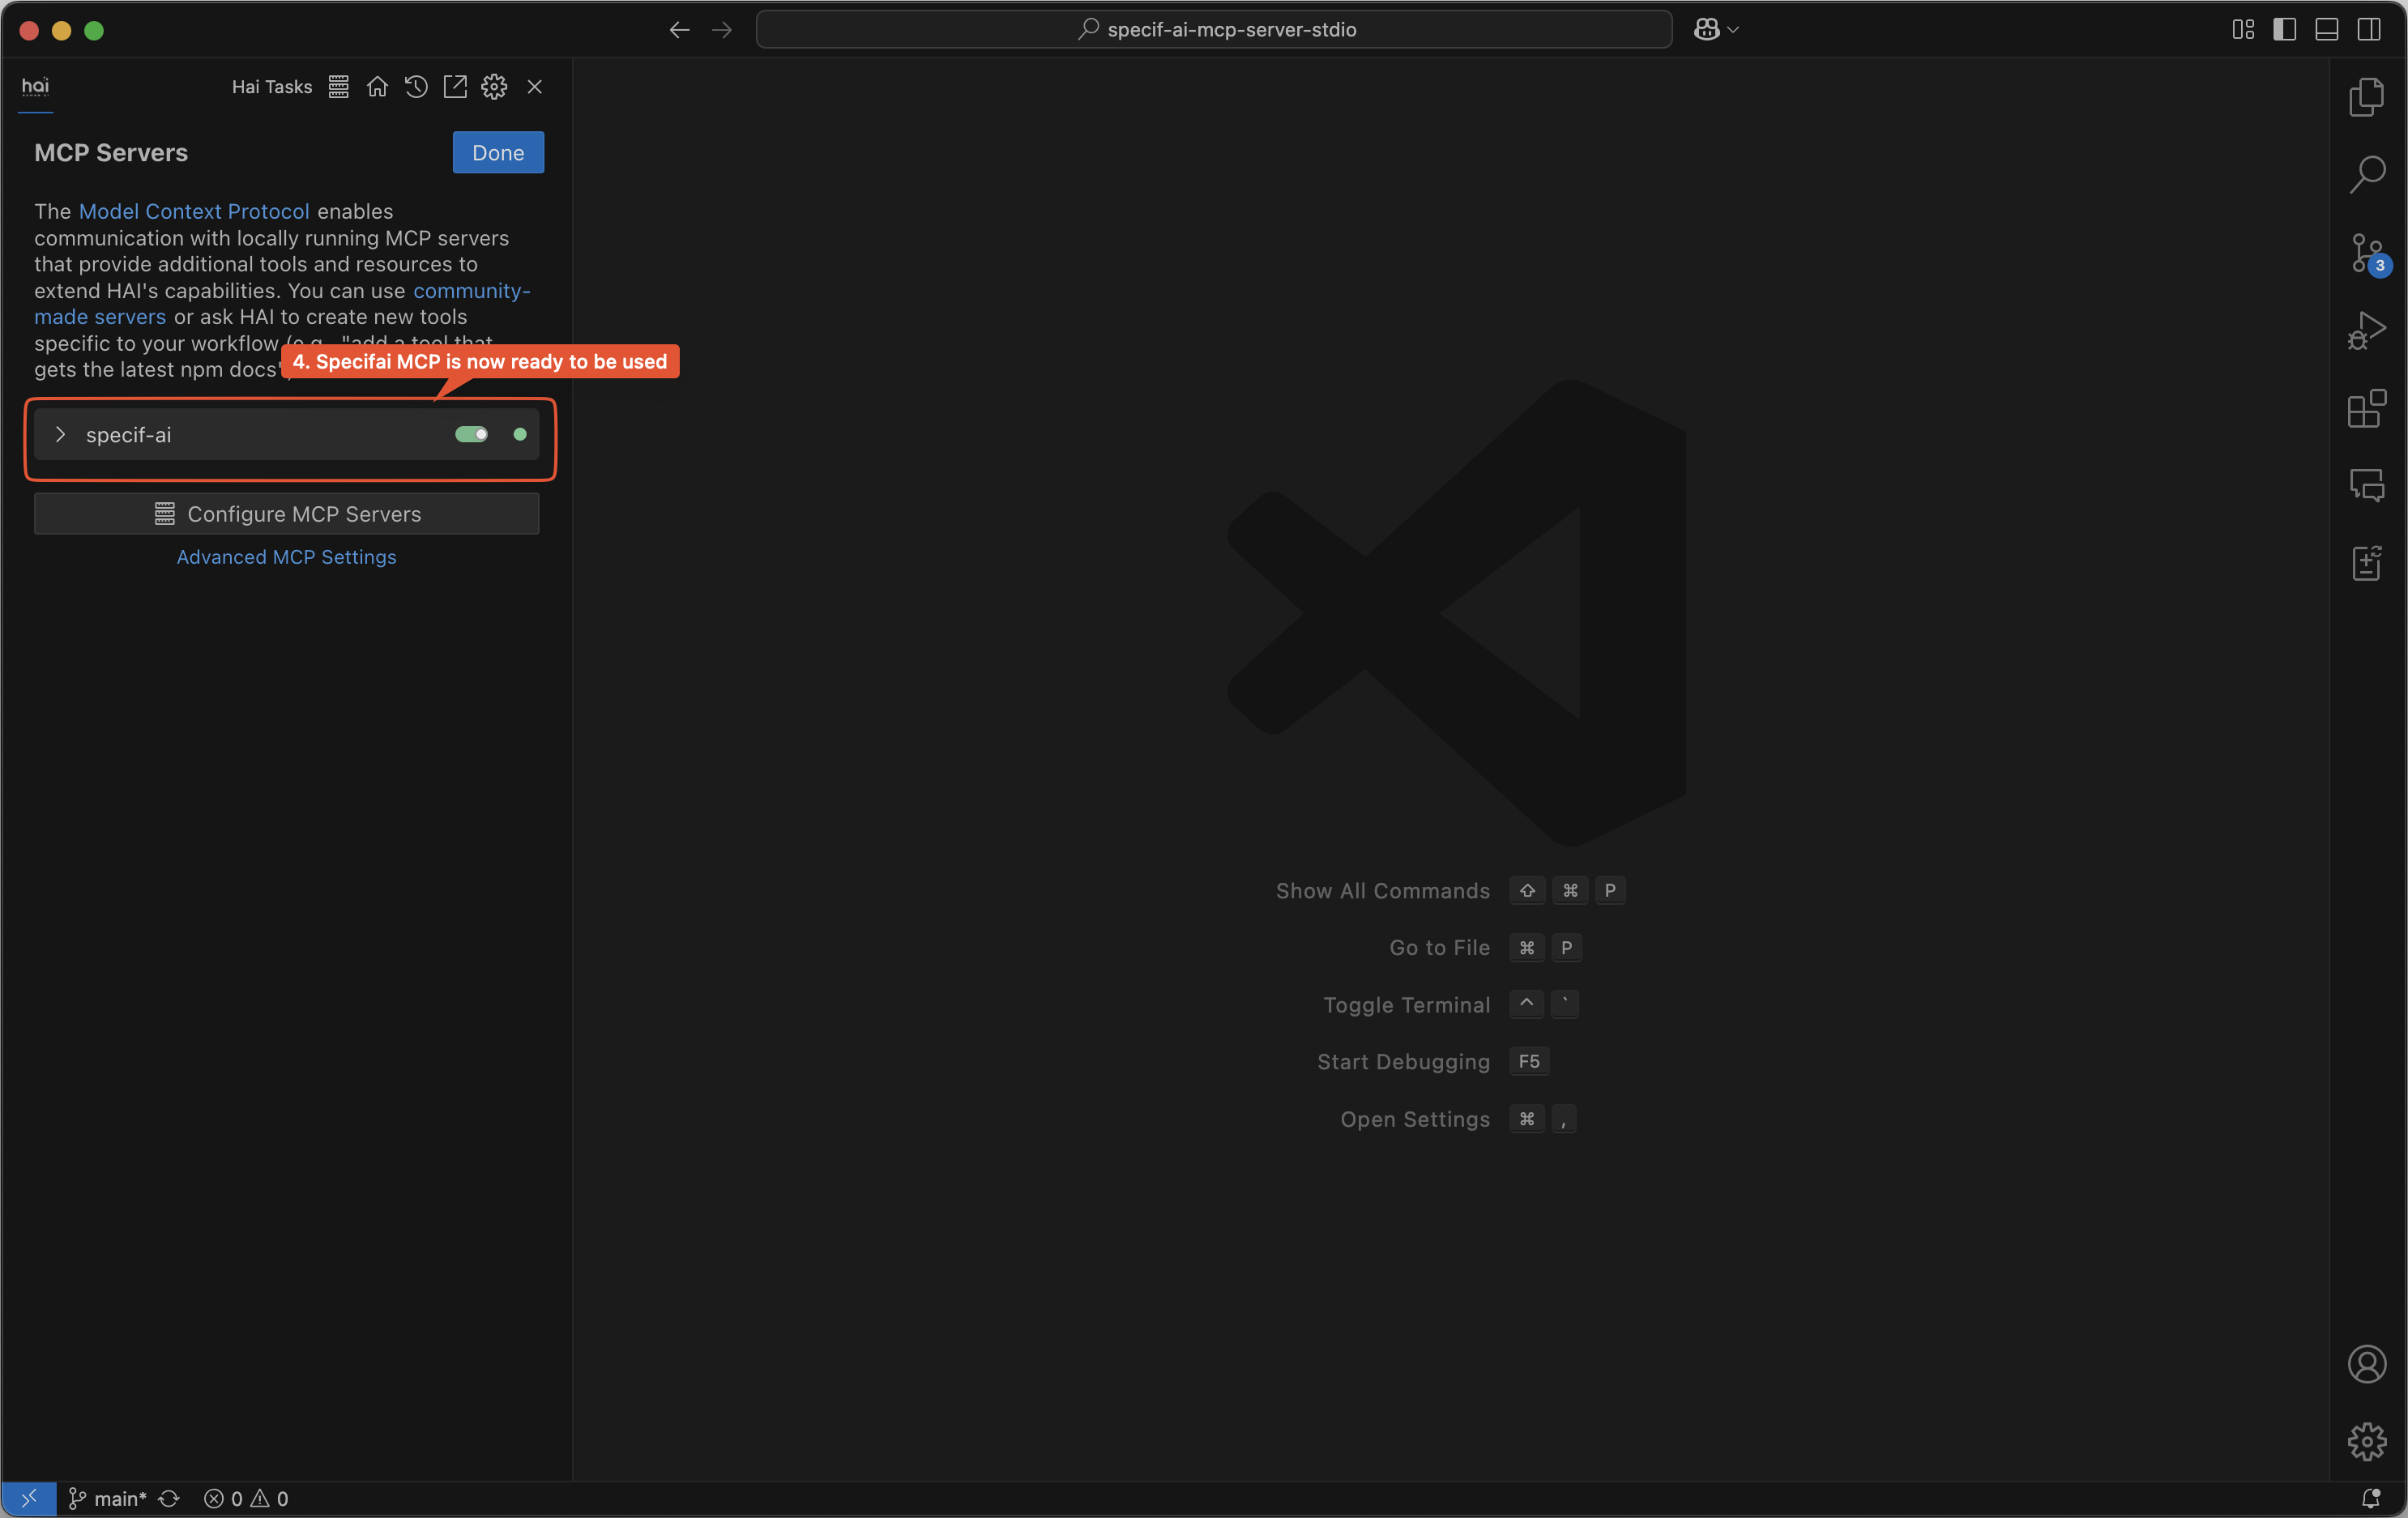 specif-ai-mcp-server-stdio
hai
Hai Tasks
MCP Servers
Done
The Model Context Protocol enables
communication with locally running MCP servers
that provide additional tools and resources to
extend HAI's capabilities. You can use community-
made servers or ask HAI to create new tools
specific to your workflow (e.g., "add a tool that
gets the latest npm docs"
4. Specifai MCP is now ready to be used
specif-ai
Configure MCP Servers
Advanced MCP Settings
3
Show All Commands ⇧ ⌘ P
Go to File ⌘ P
Toggle Terminal ^ `
Start Debugging F5
Open Settings ⌘ ,
main* 0 0